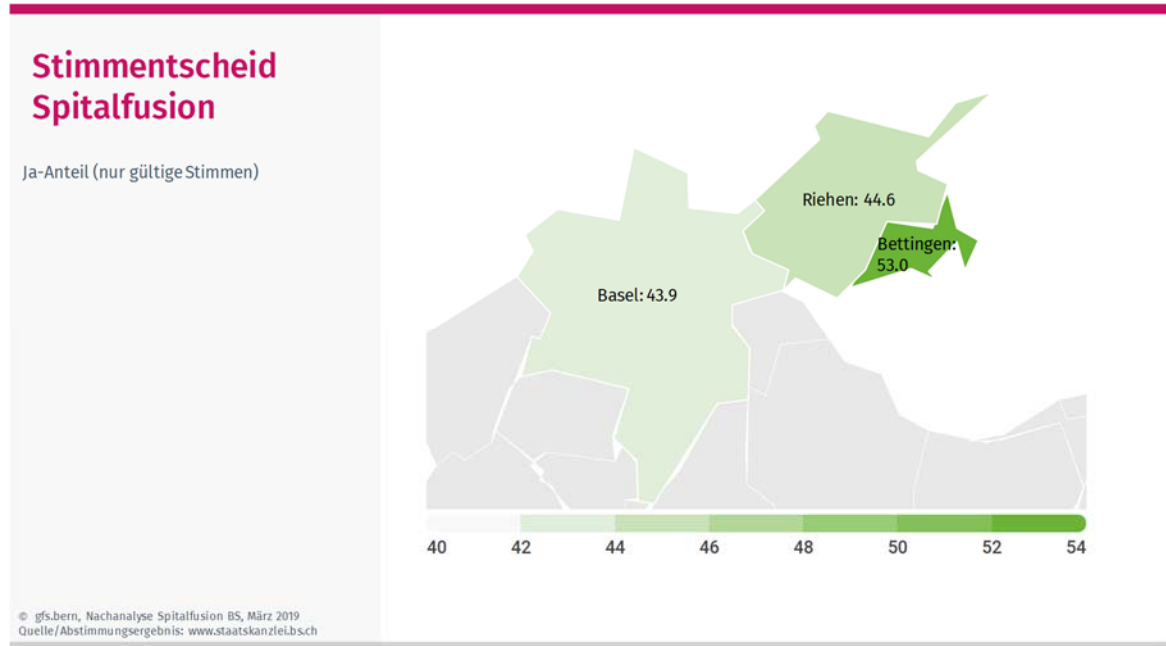 Stimmentscheid
Spitalfusion
Ja-Anteil (nur gültige Stimmen)
Riehen: 44.6
Bettingen:
53.0
Basel: 43.9
40 42 44 46 48 50 52 54
© gfs.bern, Nachanalyse Spitalfusion BS, März 2019
Quelle/Abstimmungsergebnis: www.staatskanzlei.bs.ch